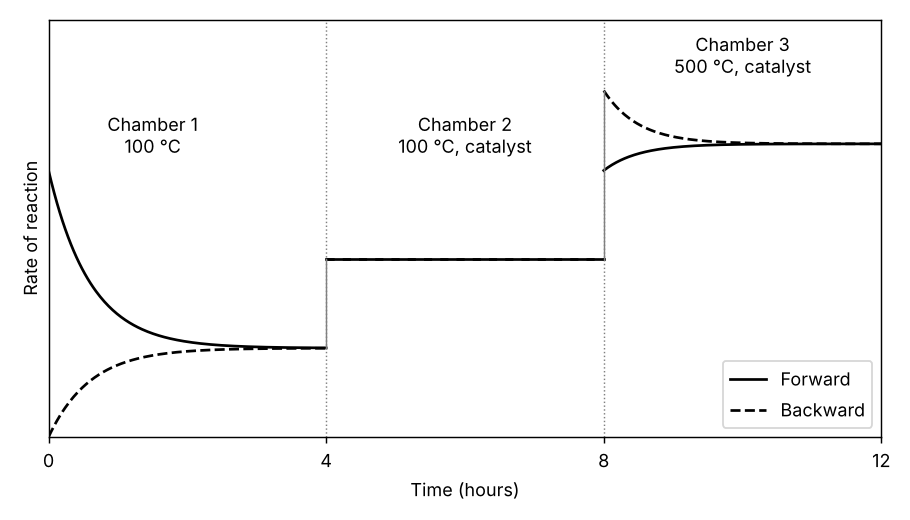 Chamber 3
500 °C, catalyst
Chamber 1
100 °C
Chamber 2
100 °C, catalyst
Rate of reaction
Forward
Backward
0
4
8
12
Time (hours)